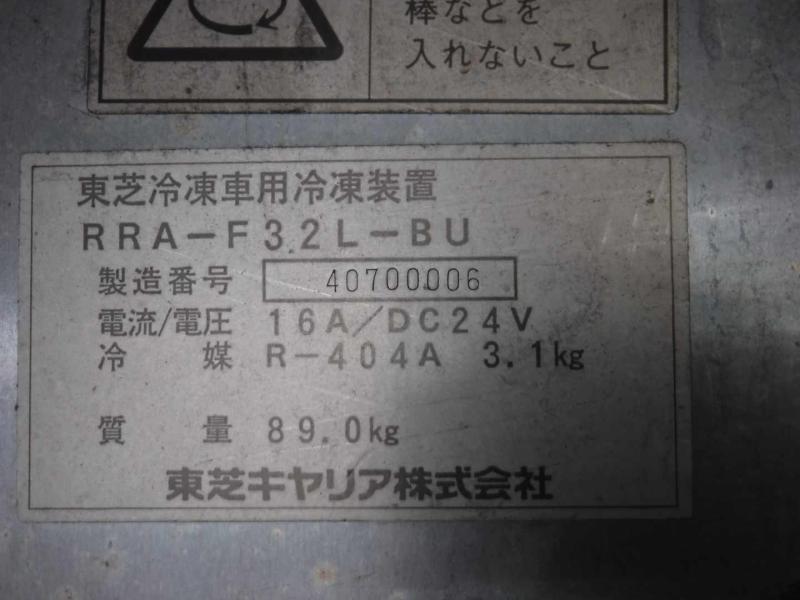 棒などを
入れないこと
東芝冷凍車用冷凍装置
RRA-F32L-BU
製造番号 40700006
電流/電圧 16A/DC24V
冷媒 R-404A 3.1kg
質量 89.0kg
東芝キヤリア株式会社